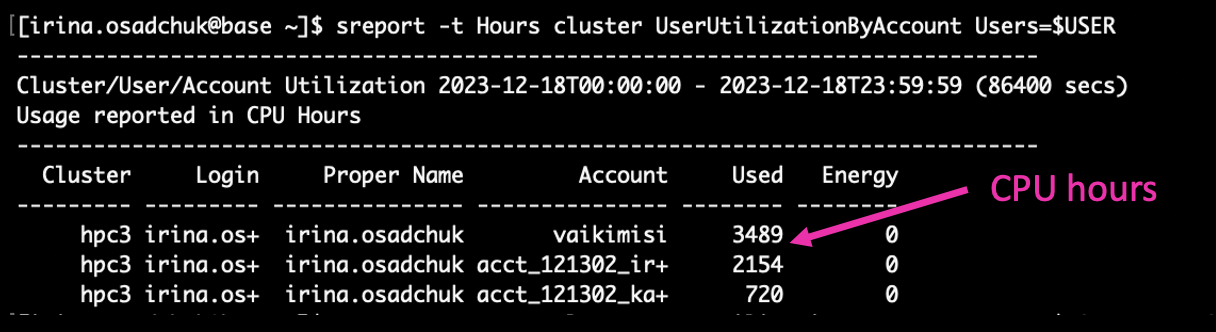 [[irina.osadchuk@base ~]$ sreport -t Hours cluster UserUtilizationByAccount Users=$USER
--------------------------------------------------------------------------------
Cluster/User/Account Utilization 2023-12-18T00:00:00 - 2023-12-18T23:59:59 (86400 secs)
Usage reported in CPU Hours
--------------------------------------------------------------------------------
Cluster Login Proper Name Account Used Energy
--------- --------- --------------- --------------- -------- --------
CPU hours
hpc3 irina.os+ irina.osadchuk vaikimisi 3489 0
hpc3 irina.os+ irina.osadchuk acct_121302_ir+ 2154 0
hpc3 irina.os+ irina.osadchuk acct_121302_ka+ 720 0